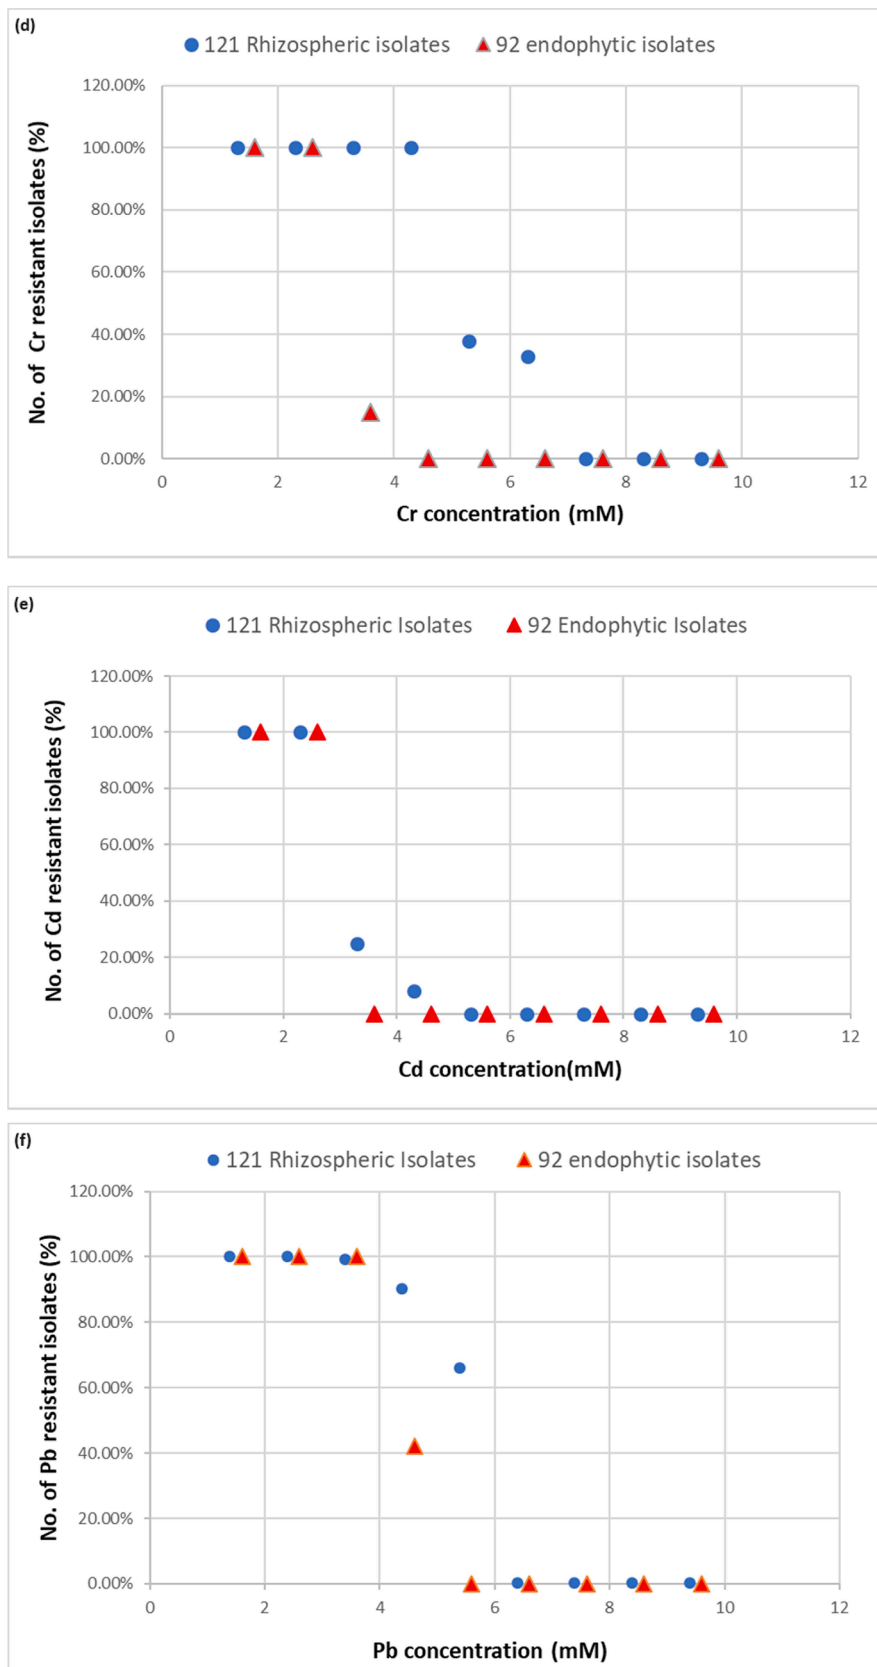 (d)
121 Rhizospheric isolates 92 endophytic isolates
120.00%
100.00%
80.00%
60.00%
40.00%
20.00%
0.00%
No. of Cr resistant isolates (%)
0 2 4 6 8 10 12
Cr concentration (mM)
(e)
121 Rhizospheric Isolates 92 Endophytic Isolates
120.00%
100.00%
80.00%
60.00%
40.00%
20.00%
0.00%
No. of Cd resistant isolates (%)
0 2 4 6 8 10 12
Cd concentration(mM)
(f)
121 Rhizospheric Isolates 92 endophytic isolates
120.00%
100.00%
80.00%
60.00%
40.00%
20.00%
0.00%
No. of Pb resistant isolates (%)
0 2 4 6 8 10 12
Pb concentration (mM)